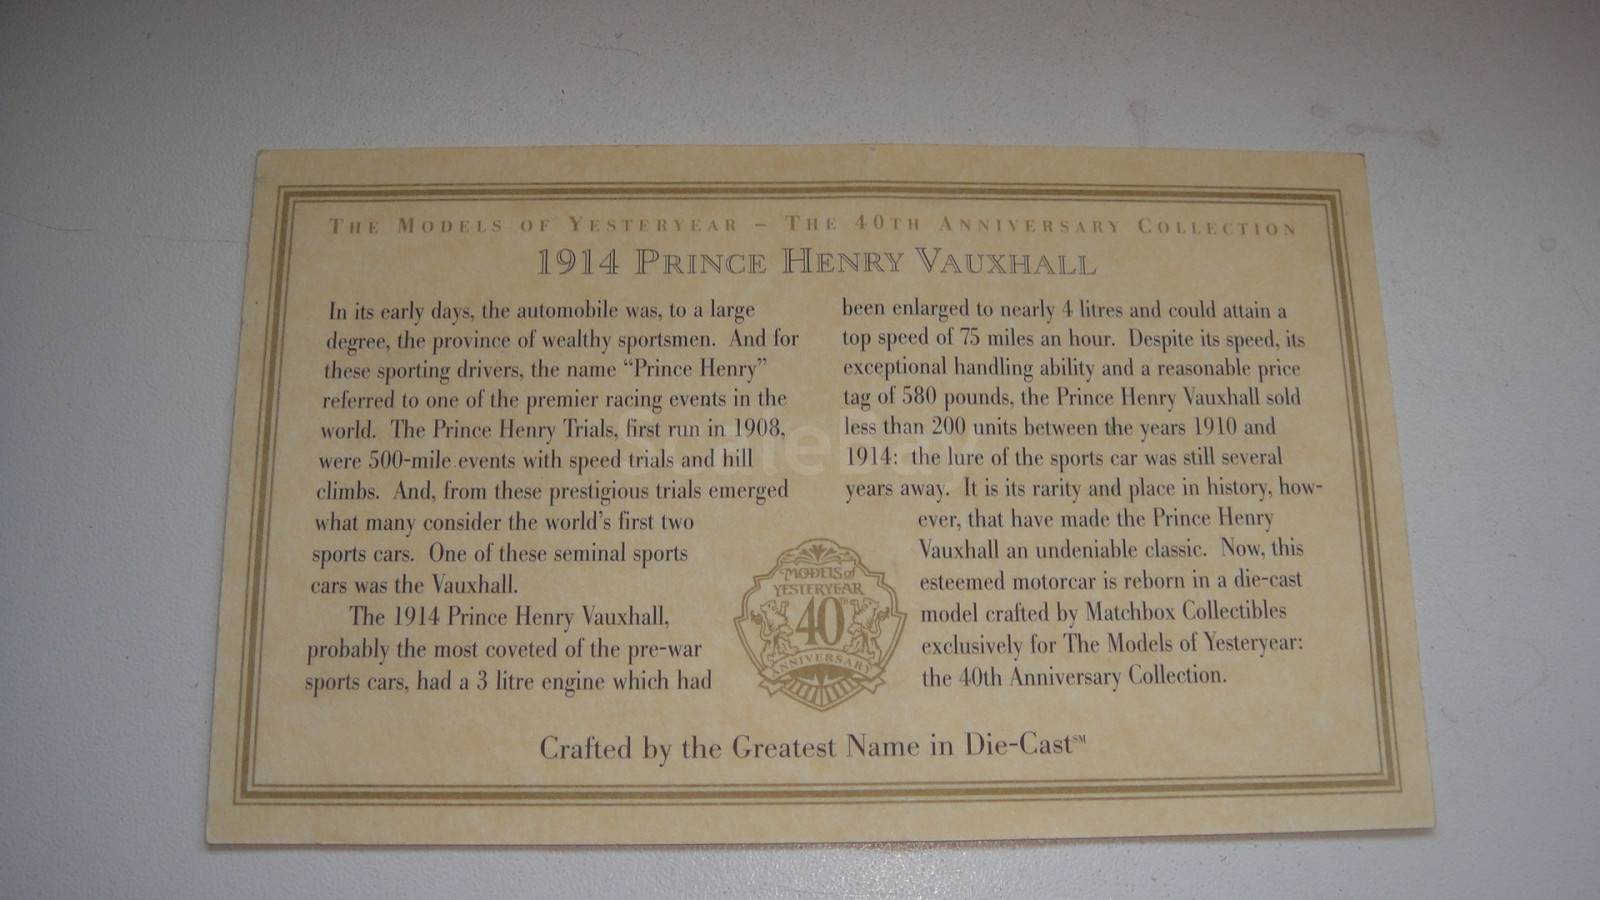 THE MODELS OF YESTERYEAR – THE 40TH ANNIVERSARY COLLECTION
1914 PRINCE HENRY VAUXHALL
In its early days, the automobile was, to a large
degree, the province of wealthy sportsmen. And for
these sporting drivers, the name “Prince Henry”
referred to one of the premier racing events in the
world. The Prince Henry Trials, first run in 1908,
were 500-mile events with speed trials and hill
climbs. And, from these prestigious trials emerged
what many consider the world’s first two
sports cars. One of these seminal sports
cars was the Vauxhall.
The 1914 Prince Henry Vauxhall,
probably the most coveted of the pre-war
sports cars, had a 3 litre engine which had
been enlarged to nearly 4 litres and could attain a
top speed of 75 miles an hour. Despite its speed, its
exceptional handling ability and a reasonable price
tag of 580 pounds, the Prince Henry Vauxhall sold
less than 200 units between the years 1910 and
1914: the lure of the sports car was still several
years away. It is its rarity and place in history, how-
ever, that have made the Prince Henry
Vauxhall an undeniable classic. Now, this
esteemed motorcar is reborn in a die-cast
model crafted by Matchbox Collectibles
exclusively for The Models of Yesteryear:
the 40th Anniversary Collection.
MODELS of
YESTERYEAR
40TH
ANNIVERSARY
Crafted by the Greatest Name in Die-Cast℠